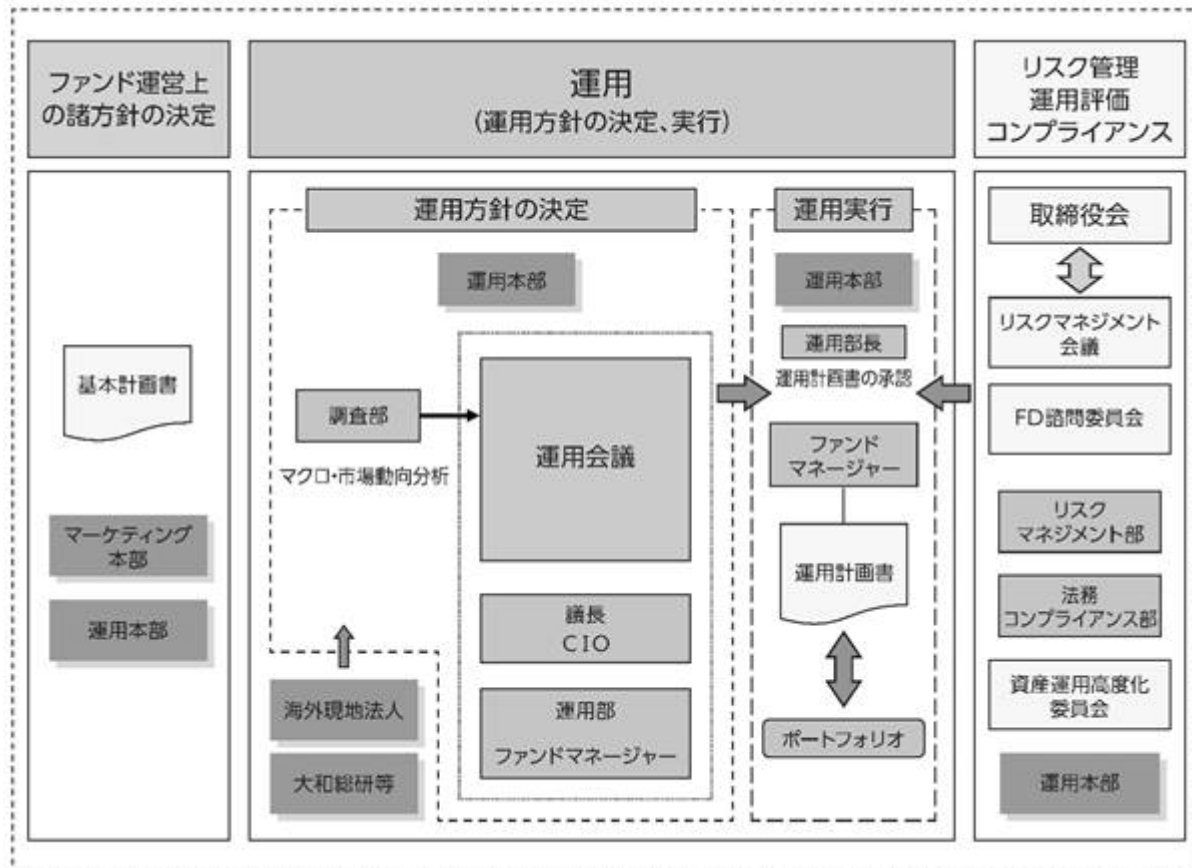 ファンド運営上
の諸方針の決定
運用
(運用方針の決定、実行)
リスク管理
運用評価
コンプライアンス
基本計画書
マーケティング
本部
運用本部
運用方針の決定
運用本部
調査部
マクロ・市場動向分析
運用会議
議長
CIO
運用部
ファンドマネージャー
海外現地法人
大和総研等
運用実行
運用本部
運用部長
運用計画書の承認
ファンド
マネージャー
運用計画書
ポートフォリオ
取締役会
リスクマネジメント
会議
FD諮問委員会
リスク
マネジメント部
法務
コンプライアンス部
資産運用高度化
委員会
運用本部